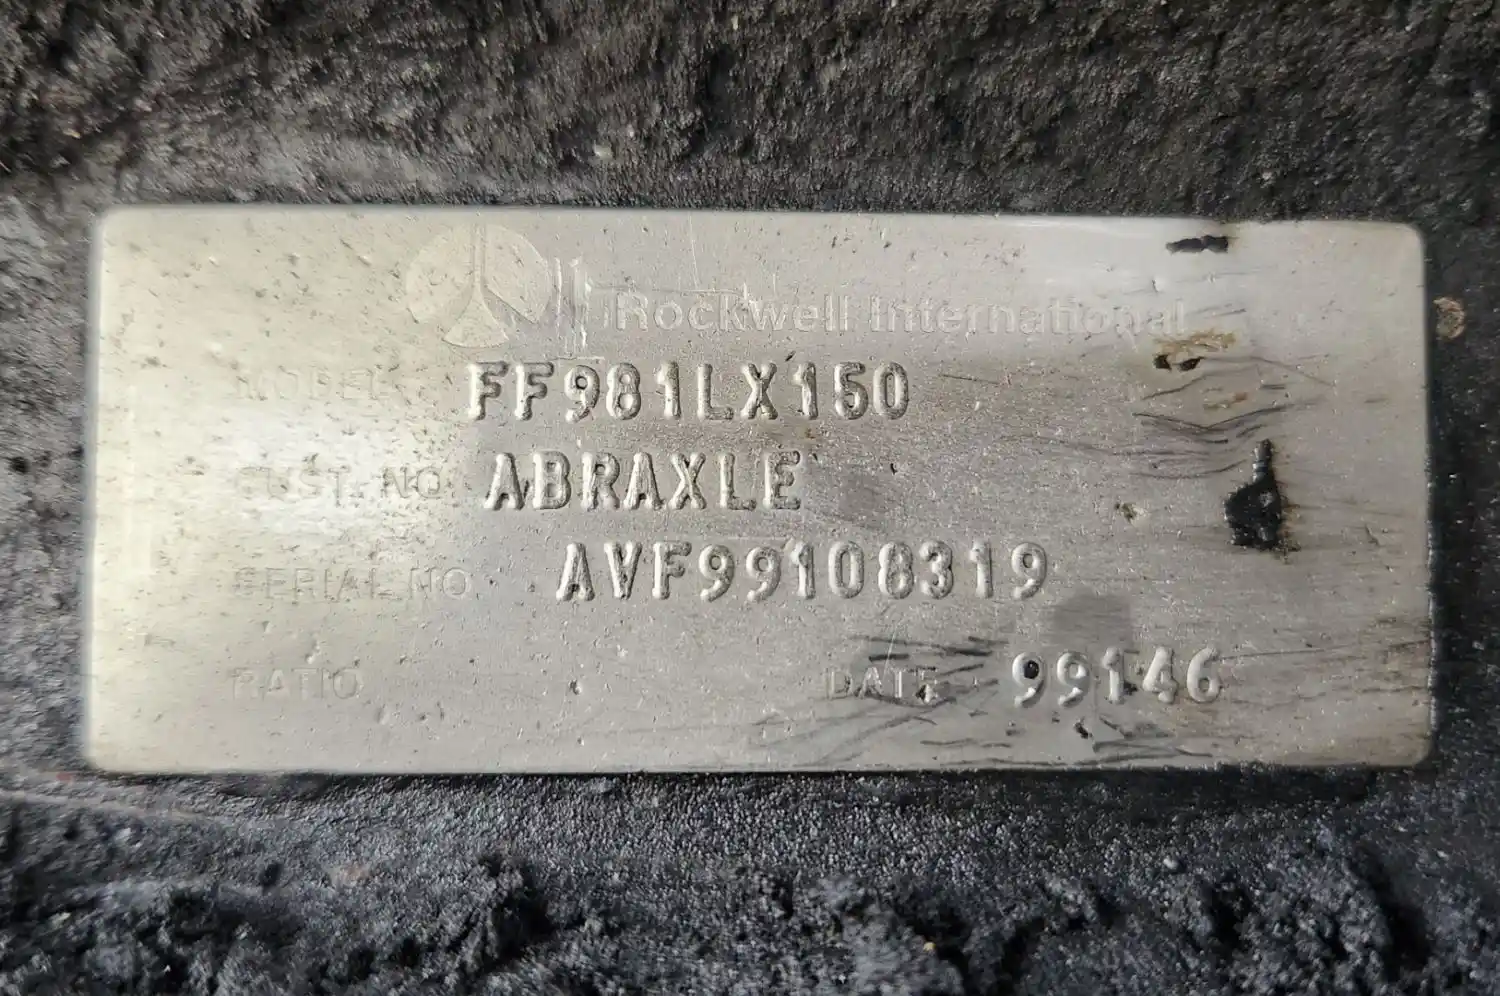 Rockwell International
MODEL FF981LX150
CUST. NO. ABRAXLE
SERIAL NO. AVF99108319
RATIO DATE 99146